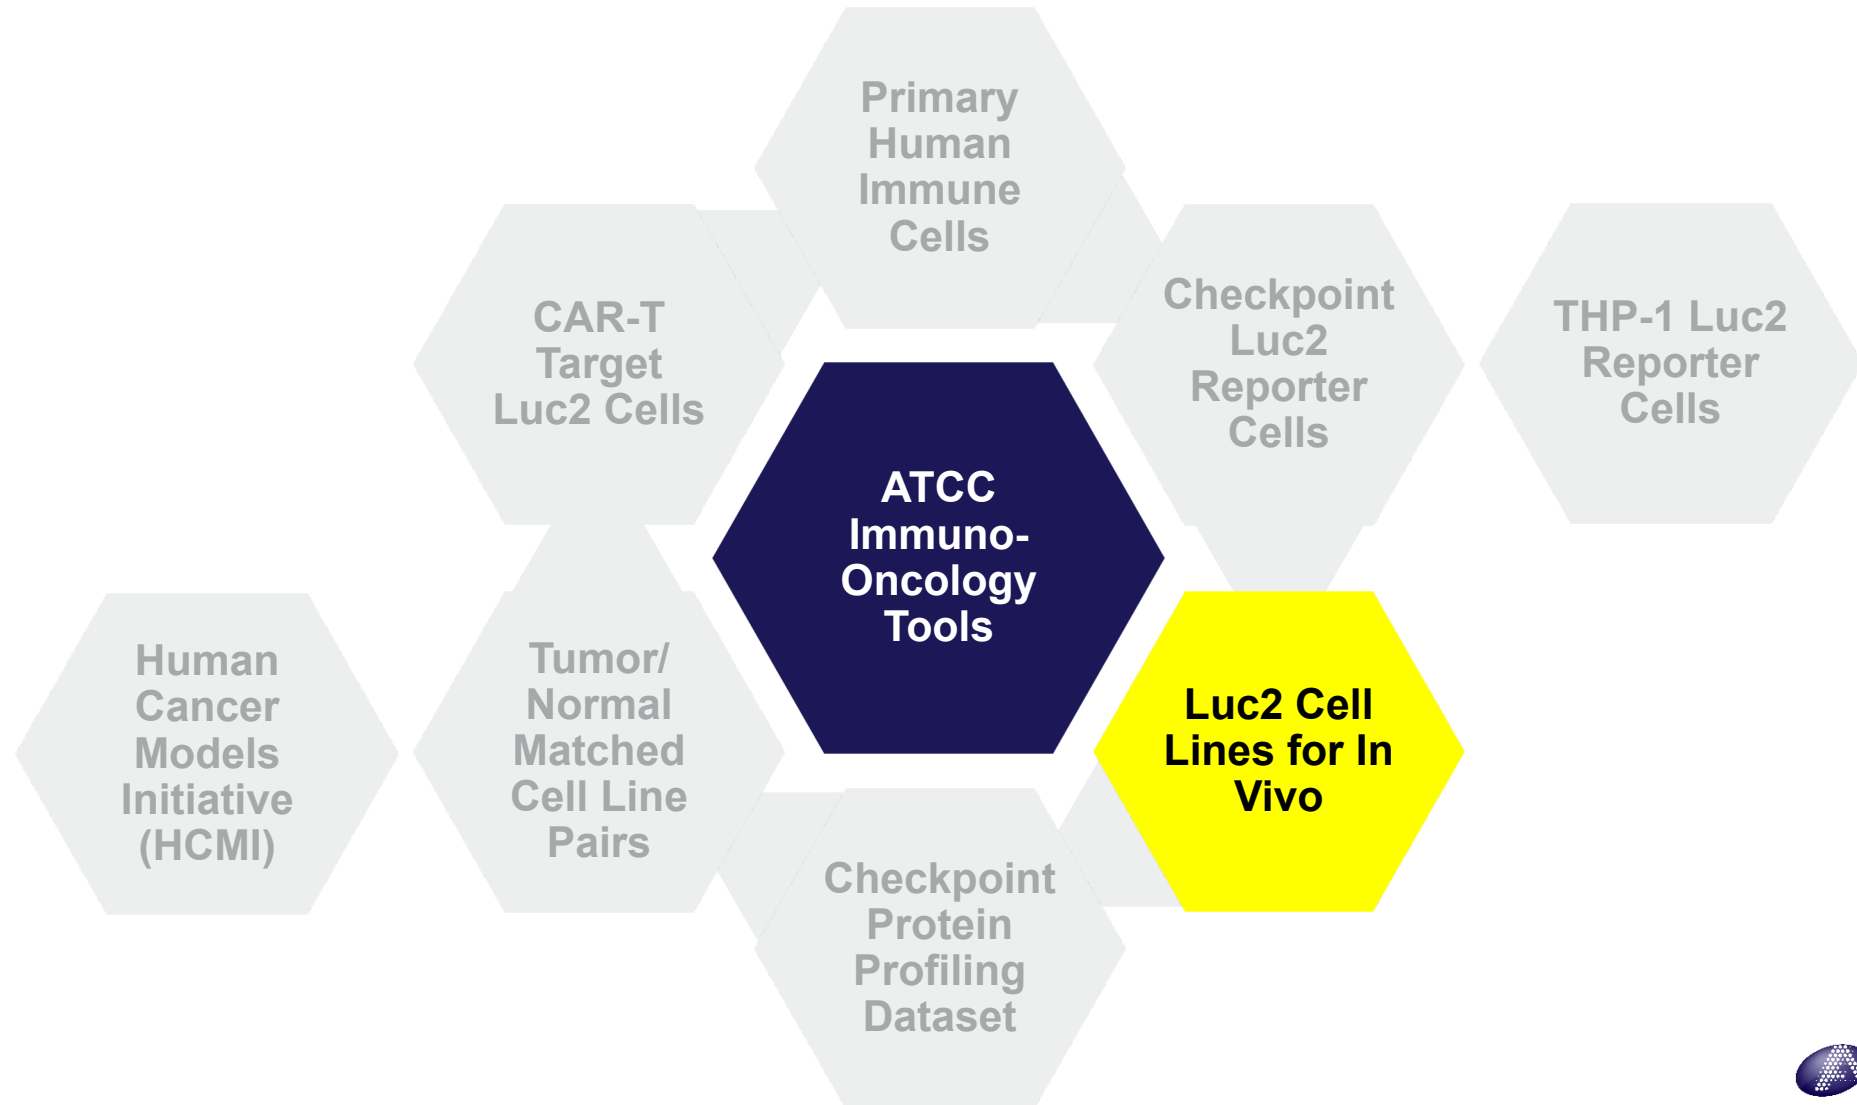 Primary
Human
Immune
Cells
CAR-T
Target
Luc2 Cells
Checkpoint
Luc2
Reporter
Cells
THP-1 Luc2
Reporter
Cells
ATCC
Immuno-
Oncology
Tools
Human
Cancer
Models
Initiative
(HCMI)
Tumor/
Normal
Matched
Cell Line
Pairs
Luc2 Cell
Lines for In
Vivo
Checkpoint
Protein
Profiling
Dataset